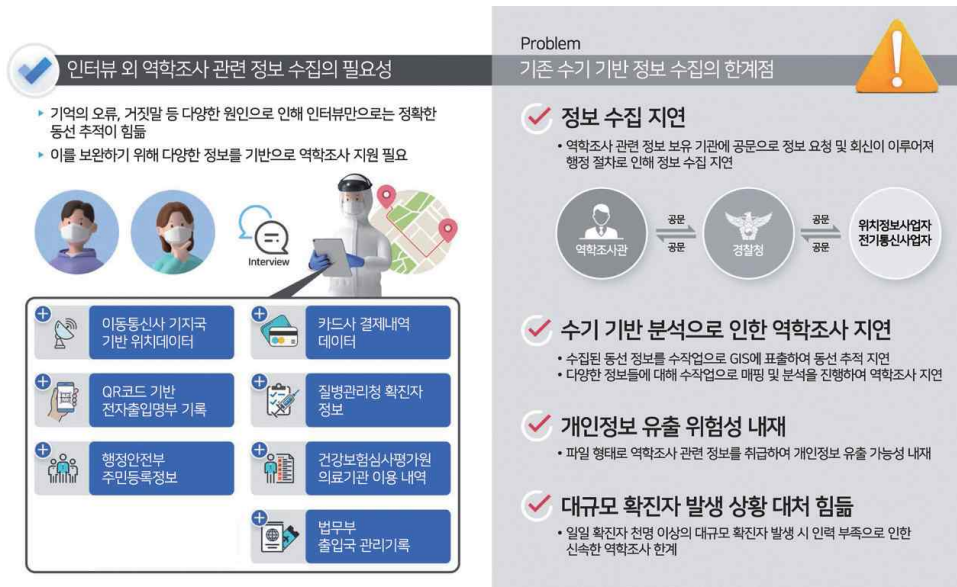 인터뷰 외 역학조사 관련 정보 수집의 필요성
▸ 기억의 오류, 거짓말 등 다양한 원인으로 인해 인터뷰만으로는 정확한
동선 추적이 힘듦
▸ 이를 보완하기 위해 다양한 정보를 기반으로 역학조사 지원 필요
Interview
이동통신사 기지국
기반 위치데이터
카드사 결제내역
데이터
QR코드 기반
전자출입명부 기록
질병관리청 확진자
정보
행정안전부
주민등록정보
건강보험심사평가원
의료기관 이용 내역
법무부
출입국 관리기록
Problem
기존 수기 기반 정보 수집의 한계점
정보 수집 지연
• 역학조사 관련 정보 보유 기관에 공문으로 정보 요청 및 회신이 이루어져
행정 절차로 인해 정보 수집 지연
역학조사관
공문
공문
경찰청
공문
공문
위치정보사업자
전기통신사업자
수기 기반 분석으로 인한 역학조사 지연
• 수집된 동선 정보를 수작업으로 GIS에 표출하여 동선 추적 지연
• 다양한 정보들에 대해 수작업으로 매핑 및 분석을 진행하여 역학조사 지연
개인정보 유출 위험성 내재
• 파일 형태로 역학조사 관련 정보를 취급하여 개인정보 유출 가능성 내재
대규모 확진자 발생 상황 대처 힘듦
• 일일 확진자 천명 이상의 대규모 확진자 발생 시 인력 부족으로 인한
신속한 역학조사 한계